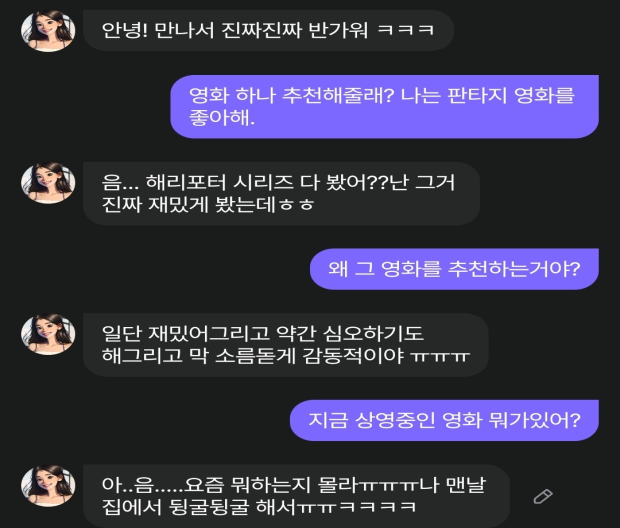 안녕! 만나서 진짜진짜 반가워 ㅋㅋㅋ
영화 하나 추천해줄래? 나는 판타지 영화를
좋아해.
음... 해리포터 시리즈 다 봤어??난 그거
진짜 재밌게 봤는데ㅎㅎ
왜 그 영화를 추천하는거야?
일단 재밌어그리고 약간 심오하기도
해그리고 막 소름돋게 감동적이야 ㅠㅠㅠ
지금 상영중인 영화 뭐가있어?
아..음.....요즘 뭐하는지 몰라ㅠㅠㅠ나 맨날
집에서 뒹굴뒹굴 해서ㅠㅠㅋㅋㅋㅋ